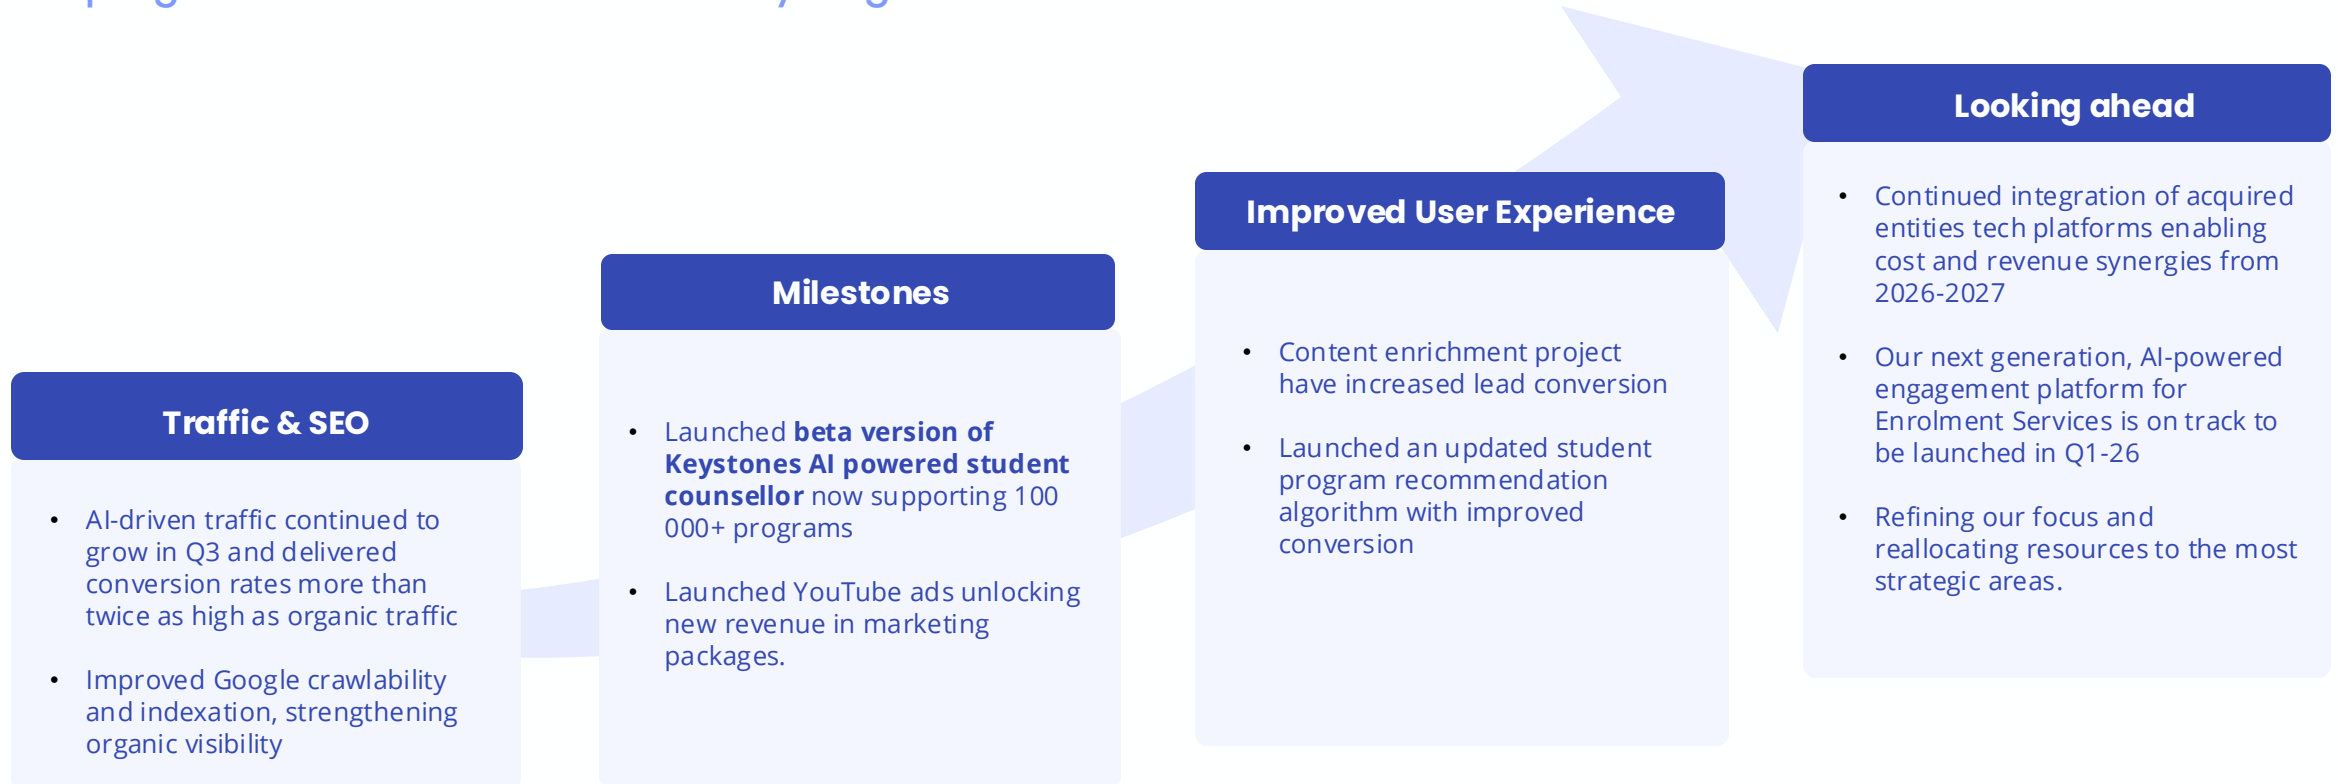 Traffic & SEO
• AI-driven traffic continued to
grow in Q3 and delivered
conversion rates more than
twice as high as organic traffic
• Improved Google crawlability
and indexation, strengthening
organic visibility
Milestones
• Launched beta version of
Keystones AI powered student
counsellor now supporting 100
000+ programs
• Launched YouTube ads unlocking
new revenue in marketing
packages.
Improved User Experience
• Content enrichment project
have increased lead conversion
• Launched an updated student
program recommendation
algorithm with improved
conversion
Looking ahead
• Continued integration of acquired
entities tech platforms enabling
cost and revenue synergies from
2026-2027
• Our next generation, AI-powered
engagement platform for
Enrolment Services is on track to
be launched in Q1-26
• Refining our focus and
reallocating resources to the most
strategic areas.